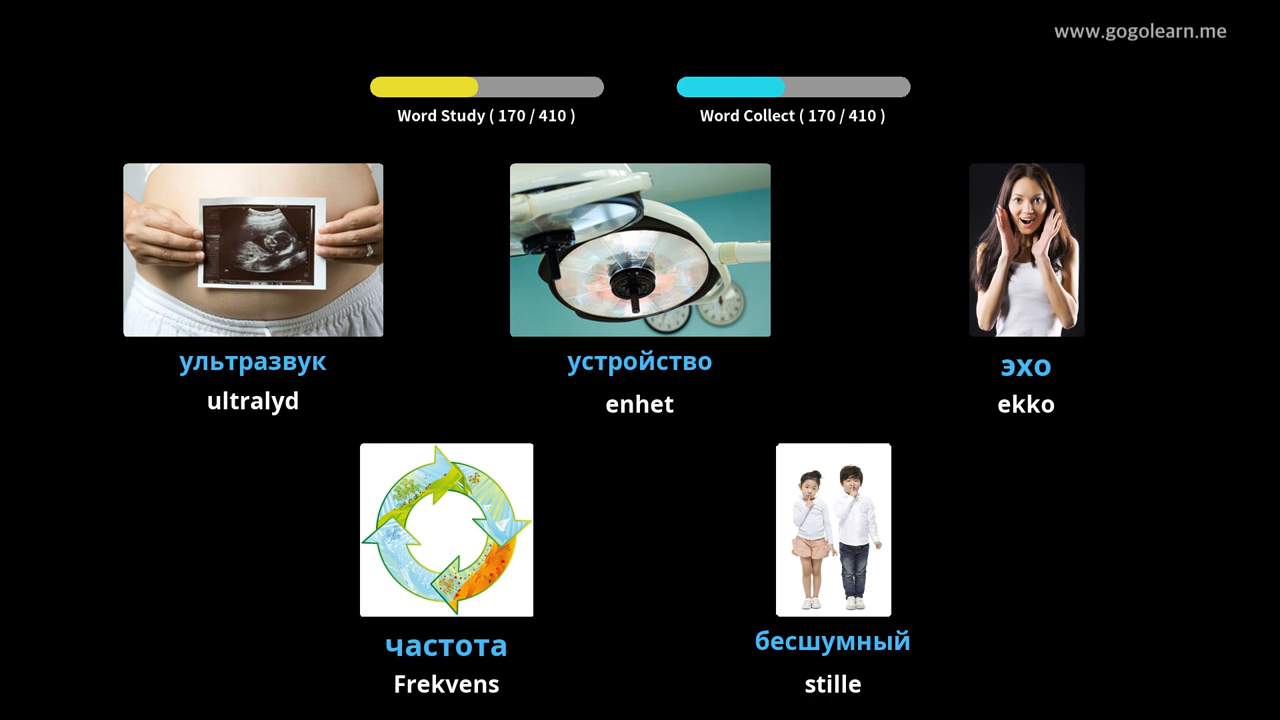 www.gogolearn.me
Word Study ( 170 / 410 )
Word Collect ( 170 / 410 )
ультразвук
ultralyd
устройство
enhet
эхо
ekko
частота
Frekvens
бесшумный
stille